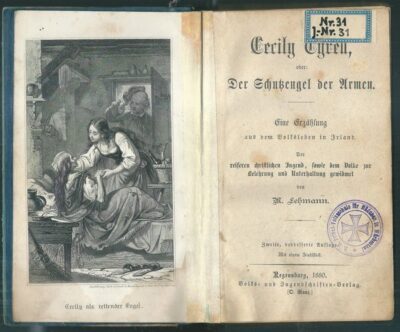 Cecily als rettender Engel.
Nr. 31
J.-Nr. 31
Cecily Tyrell,
oder:
Der Schutzengel der Armen.
Eine Erzählung
aus dem Volksleben in Irland.
Der
reiferen christlichen Jugend, sowie dem Volke zur
Belehrung und Unterhaltung gewidmet
von
M. Lehmann.
Zweite, verbesserte Auflage.
Mit einem Stahlstich.
Regensburg, 1880.
Volks- und Jugendschriften-Verlag.
(O. Manz.)